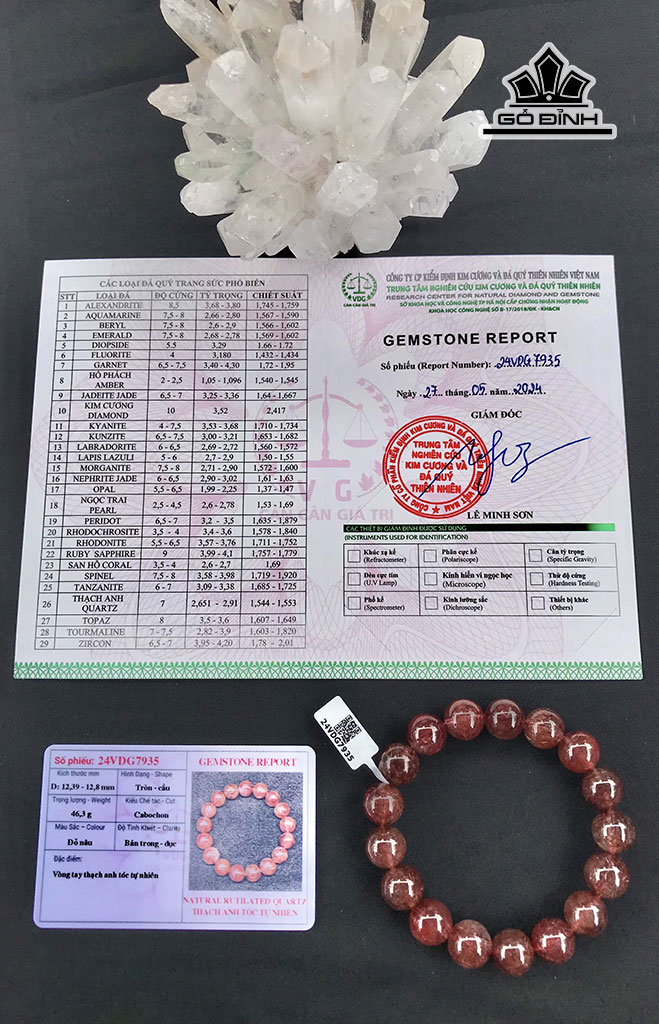 GỖ ĐỈNH
CÁC LOẠI ĐÁ QUÝ TRANG SỨC PHỔ BIẾN
STT LOẠI ĐÁ ĐỘ CỨNG TỶ TRỌNG CHIẾT SUẤT
1 ALEXANDRITE 8,5 3,68 - 3,80 1,745 - 1,759
2 AQUAMARINE 7,5 - 8 2,66 - 2,80 1,567 - 1,590
3 BERYL 7,5 - 8 2,6 - 2,9 1,566 - 1,602
4 EMERALD 7,5 - 8 2,68 - 2,78 1,569 - 1,602
5 DIOPSIDE 5.5 3.29 1.66 - 1.72
6 FLUORITE 4 3,180 1,432 - 1,434
7 GARNET 6,5 - 7,5 3,40 - 4,30 1,72 - 1,95
8 HỔ PHÁCH AMBER 2 - 2,5 1,05 - 1,096 1,540 - 1,545
9 JADEITE JADE 6,5 - 7 3,25 - 3,36 1,64 - 1,667
10 KIM CƯƠNG DIAMOND 10 3,52 2,417
11 KYANITE 4 - 7,5 3,53 - 3,68 1,710 - 1,734
12 KUNZITE 6,5 - 7,5 3,00 - 3,21 1,653 - 1,682
13 LABRADORITE 6 - 6,5 2,69 - 2,72 1,560 - 1,572
14 LAPIS LAZULI 5 - 6 2,7 - 2,9 1,50 - 1,55
15 MORGANITE 7,5 - 8 2,71 - 2,90 1,572 - 1,600
16 NEPHRITE JADE 6 - 6,5 2,90 - 3,02 1,61 - 1,63
17 OPAL 5,5 - 6,5 1,99 - 2,25 1,37 - 1,47
18 NGỌC TRAI PEARL 2,5 - 4,5 2,6 - 2,78 1,53 - 1,69
19 PERIDOT 6,5 - 7 3,2 - 3,5 1,635 - 1,879
20 RHODOCHROSITE 3,5 - 4 3,4 - 3,6 1,578 - 1,840
21 RHODONITE 5,5 - 6,5 3,57 - 3,76 1,711 - 1,752
22 RUBY SAPPHIRE 9 3,99 - 4,1 1,757 - 1,779
23 SAN HÔ CORAL 3,5 - 4 2,6 - 2,7 1,69
24 SPINEL 7,5 - 8 3,58 - 3,98 1,719 - 1,920
25 TANZANITE 6 - 7 3,09 - 3,38 1,685 - 1,725
26 THẠCH ANH QUARTZ 7 2,651 - 2,91 1,544 - 1,553
27 TOPAZ 8 3,5 - 3,6 1,607 - 1,649
28 TOURMALINE 7 - 7,5 2,82 - 3,9 1,603 - 1,820
29 ZIRCON 6,5 - 7 3,95 - 4,20 1,78 - 2,01
VDG
CÁN CÂN GIÁ TRỊ
CÔNG TY CP KIỂM ĐỊNH KIM CƯƠNG VÀ ĐÁ QUÝ THIÊN NHIÊN VIỆT NAM
TRUNG TÂM NGHIÊN CỨU KIM CƯƠNG VÀ ĐÁ QUÝ THIÊN NHIÊN
RESEARCH CENTER FOR NATURAL DIAMOND AND GEMSTONE
SỞ KHOA HỌC VÀ CÔNG NGHỆ TP HÀ NỘI CẤP CHỨNG NHẬN HOẠT ĐỘNG
KHOA HỌC CÔNG NGHỆ SỐ B-17/2018/ĐK - KH&CN
GEMSTONE REPORT
Số phiếu (Report Number): 24VDG7935
Ngày 27 tháng 05 năm 2024
GIÁM ĐỐC
TRUNG TÂM
NGHIÊN CỨU
KIM CƯƠNG VÀ
ĐÁ QUÝ
THIÊN NHIÊN
LÊ MINH SƠN
CÁC THIẾT BỊ GIÁM ĐỊNH ĐƯỢC SỬ DỤNG
(INSTRUMENTS USED FOR IDENTIFICATION)
Khúc xạ kế Phân cực kế Cân tỷ trọng
(Refractometer) (Polariscope) (Specific Gravity)
Đèn cực tím Kính hiển vi ngọc học Thử độ cứng
(U.V Lamp) (Microscope) (Hardness Testing)
Phổ kế Kính lưỡng sắc Thiết bị khác
(Spectrometer) (Dichroscope) (Others)
24VDG7935
Số phiếu: 24VDG7935
Kích thước mm Hình Dạng - Shape
D: 12,39 - 12,8 mm Tròn - cầu
Trọng lượng - Weight Kiểu Chế tác - Cut
46,3 g Cabochon
Màu Sắc - Colour Độ Tinh Khiết - Clarity
Đỏ nâu Bán trong - đục
Đặc điểm:
Vòng tay thạch anh tóc tự nhiên
GEMSTONE REPORT
NATURAL RUTILATED QUARTZ
THẠCH ANH TÓC TỰ NHIÊN